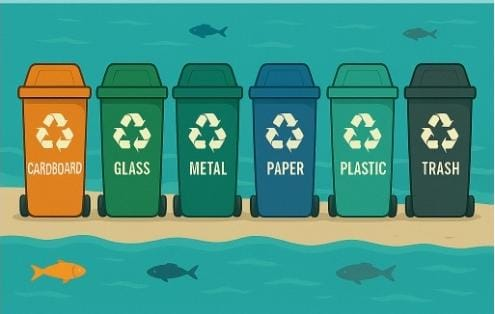 CARDBOARD
GLASS
METAL
PAPER
PLASTIC
TRASH